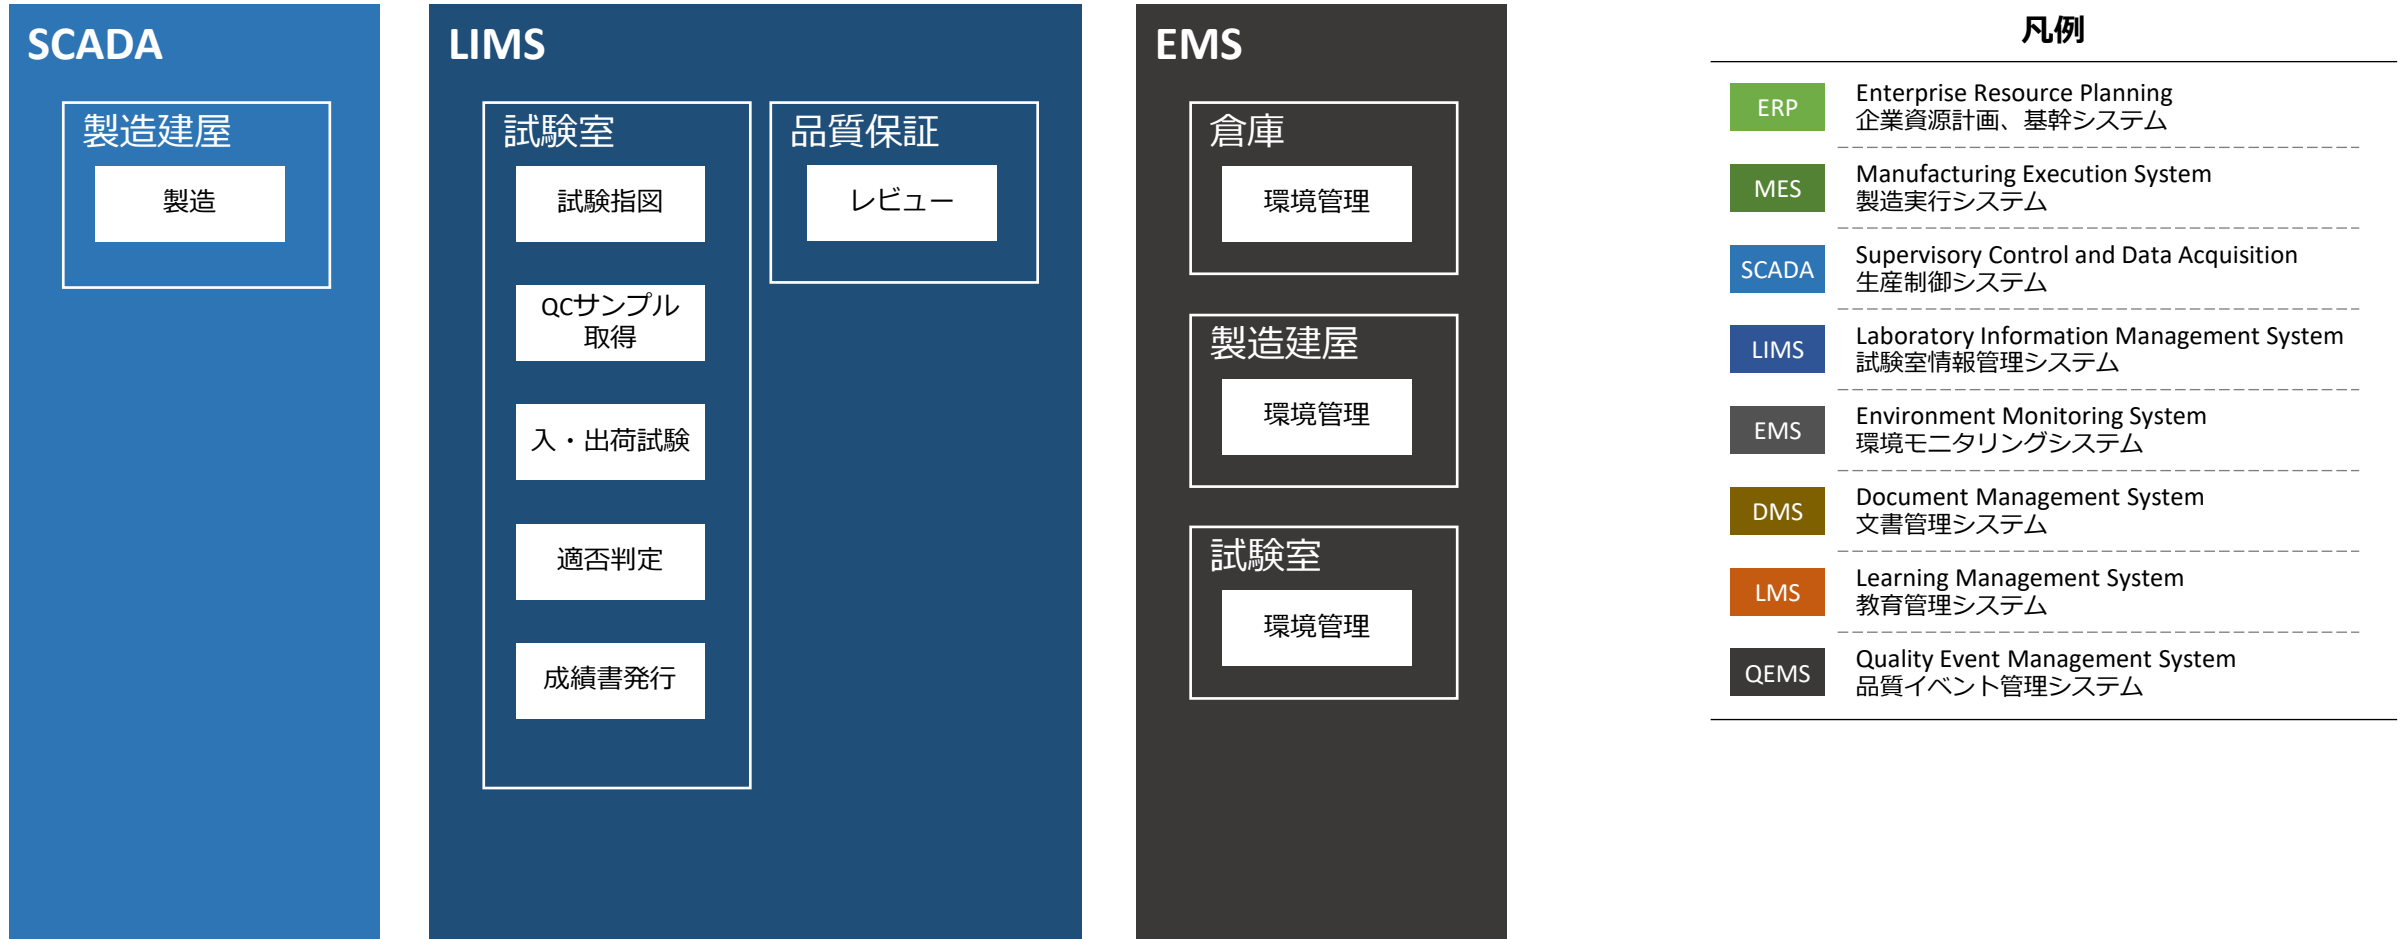 SCADA
製造建屋
製造
LIMS
試験室
試験指図
QCサンプル
取得
入・出荷試験
適否判定
成績書発行
品質保証
レビュー
EMS
倉庫
環境管理
製造建屋
環境管理
試験室
環境管理
凡例
ERP
Enterprise Resource Planning
企業資源計画、基幹システム
MES
Manufacturing Execution System
製造実行システム
SCADA
Supervisory Control and Data Acquisition
生産制御システム
LIMS
Laboratory Information Management System
試験室情報管理システム
EMS
Environment Monitoring System
環境モニタリングシステム
DMS
Document Management System
文書管理システム
LMS
Learning Management System
教育管理システム
QEMS
Quality Event Management System
品質イベント管理システム